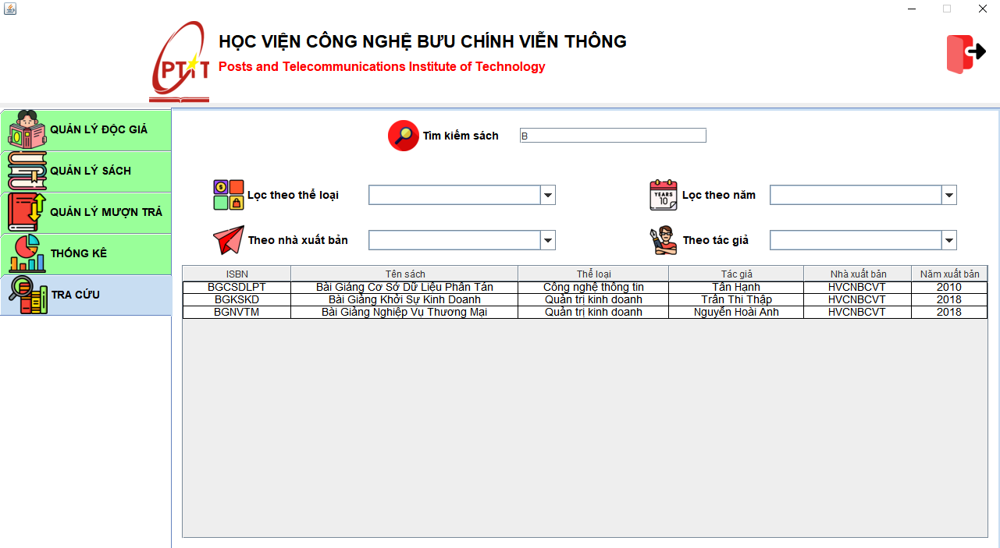 HỌC VIỆN CÔNG NGHỆ BƯU CHÍNH VIỄN THÔNG
Posts and Telecommunications Institute of Technology
PTIT
QUẢN LÝ ĐỘC GIẢ
QUẢN LÝ SÁCH
QUẢN LÝ MƯỢN TRẢ
THỐNG KÊ
TRA CỨU
Tìm kiếm sách B
Lọc theo thể loại
YEARS
10
Lọc theo năm
Theo nhà xuất bản
Theo tác giả
ISBN Tên sách Thể loại Tác giả Nhà xuất bản Năm xuất bản
BGCSDLPT Bài Giảng Cơ Sở Dữ Liệu Phân Tán Công nghệ thông tin Tân Hạnh HVCNBCVT 2010
BGKSKD Bài Giảng Khởi Sự Kinh Doanh Quản trị kinh doanh Trần Thi Thập HVCNBCVT 2018
BGNVTM Bài Giảng Nghiệp Vụ Thương Mại Quản trị kinh doanh Nguyễn Hoài Anh HVCNBCVT 2018